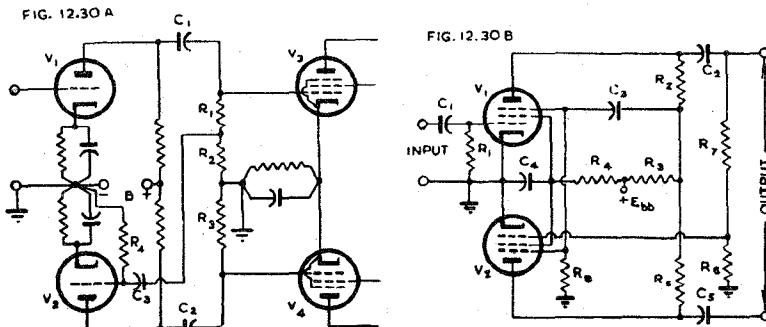 FIG. 12.30 A
C1
V1
V3
R1
R2
B
−
+
R4
R3
C3
V2
C2
V4
FIG. 12.30 B
V1
C2
R2
C3
C1
INPUT
R1
C4
R4
R3
R7
+Ebb
OUTPUT
V2
R8
R5
R6
C5